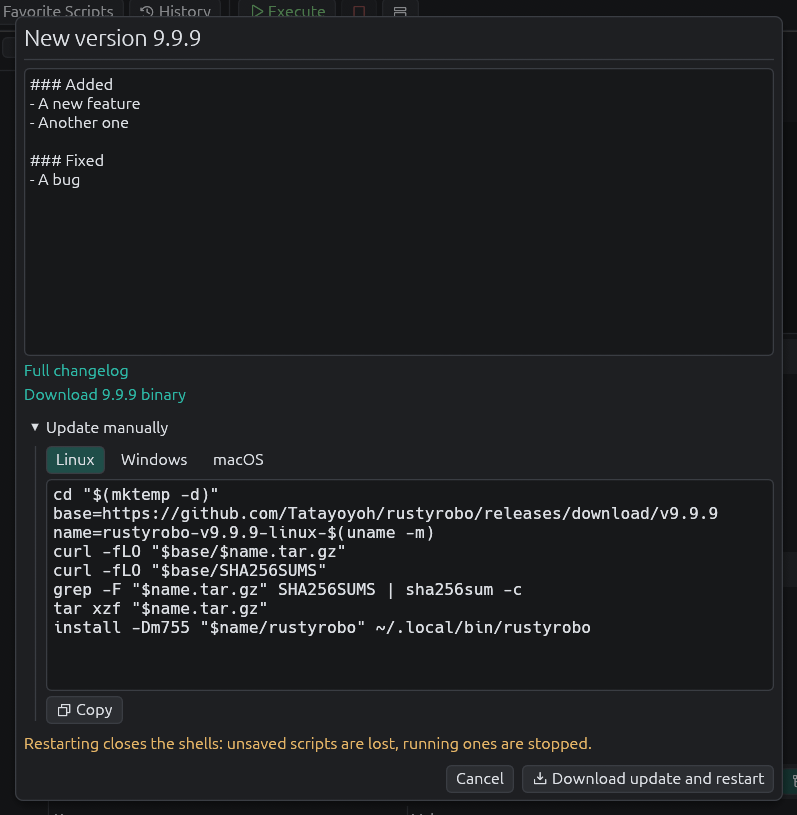 Favorite Scripts
History
Execute
New version 9.9.9
### Added
- A new feature
- Another one
### Fixed
- A bug
Full changelog
Download 9.9.9 binary
Update manually
Linux Windows macOS
cd "$(mktemp -d)"
base=https://github.com/Tatayoyoh/rustyrobo/releases/download/v9.9.9
name=rustyrobo-v9.9.9-linux-$(uname -m)
curl -fLO "$base/$name.tar.gz"
curl -fLO "$base/SHA256SUMS"
grep -F "$name.tar.gz" SHA256SUMS | sha256sum -c
tar xzf "$name.tar.gz"
install -Dm755 "$name/rustyrobo" ~/.local/bin/rustyrobo
Copy
Restarting closes the shells: unsaved scripts are lost, running ones are stopped.
Cancel Download update and restart